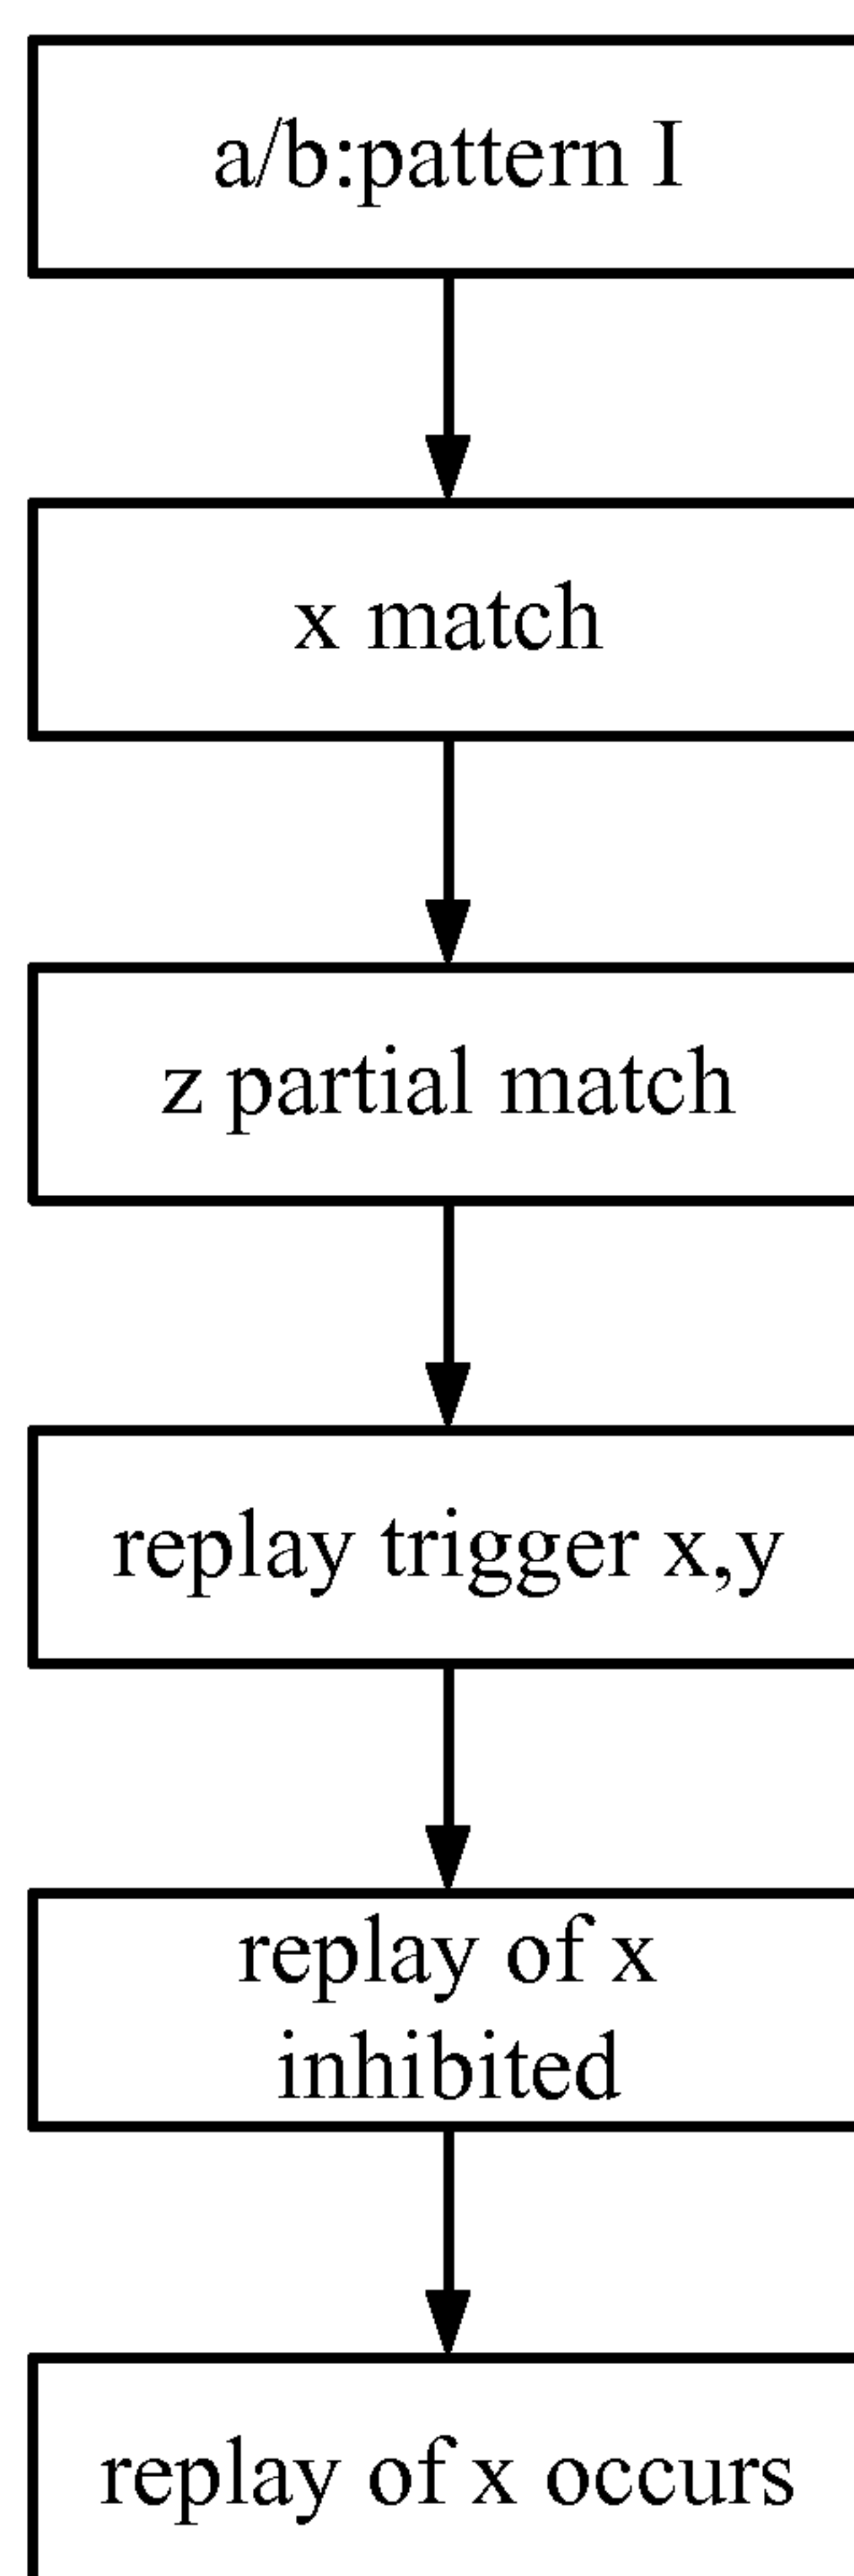 a/b:pattern I
x match
z partial match
replay trigger x,y
replay of x
inhibited
replay of x occurs